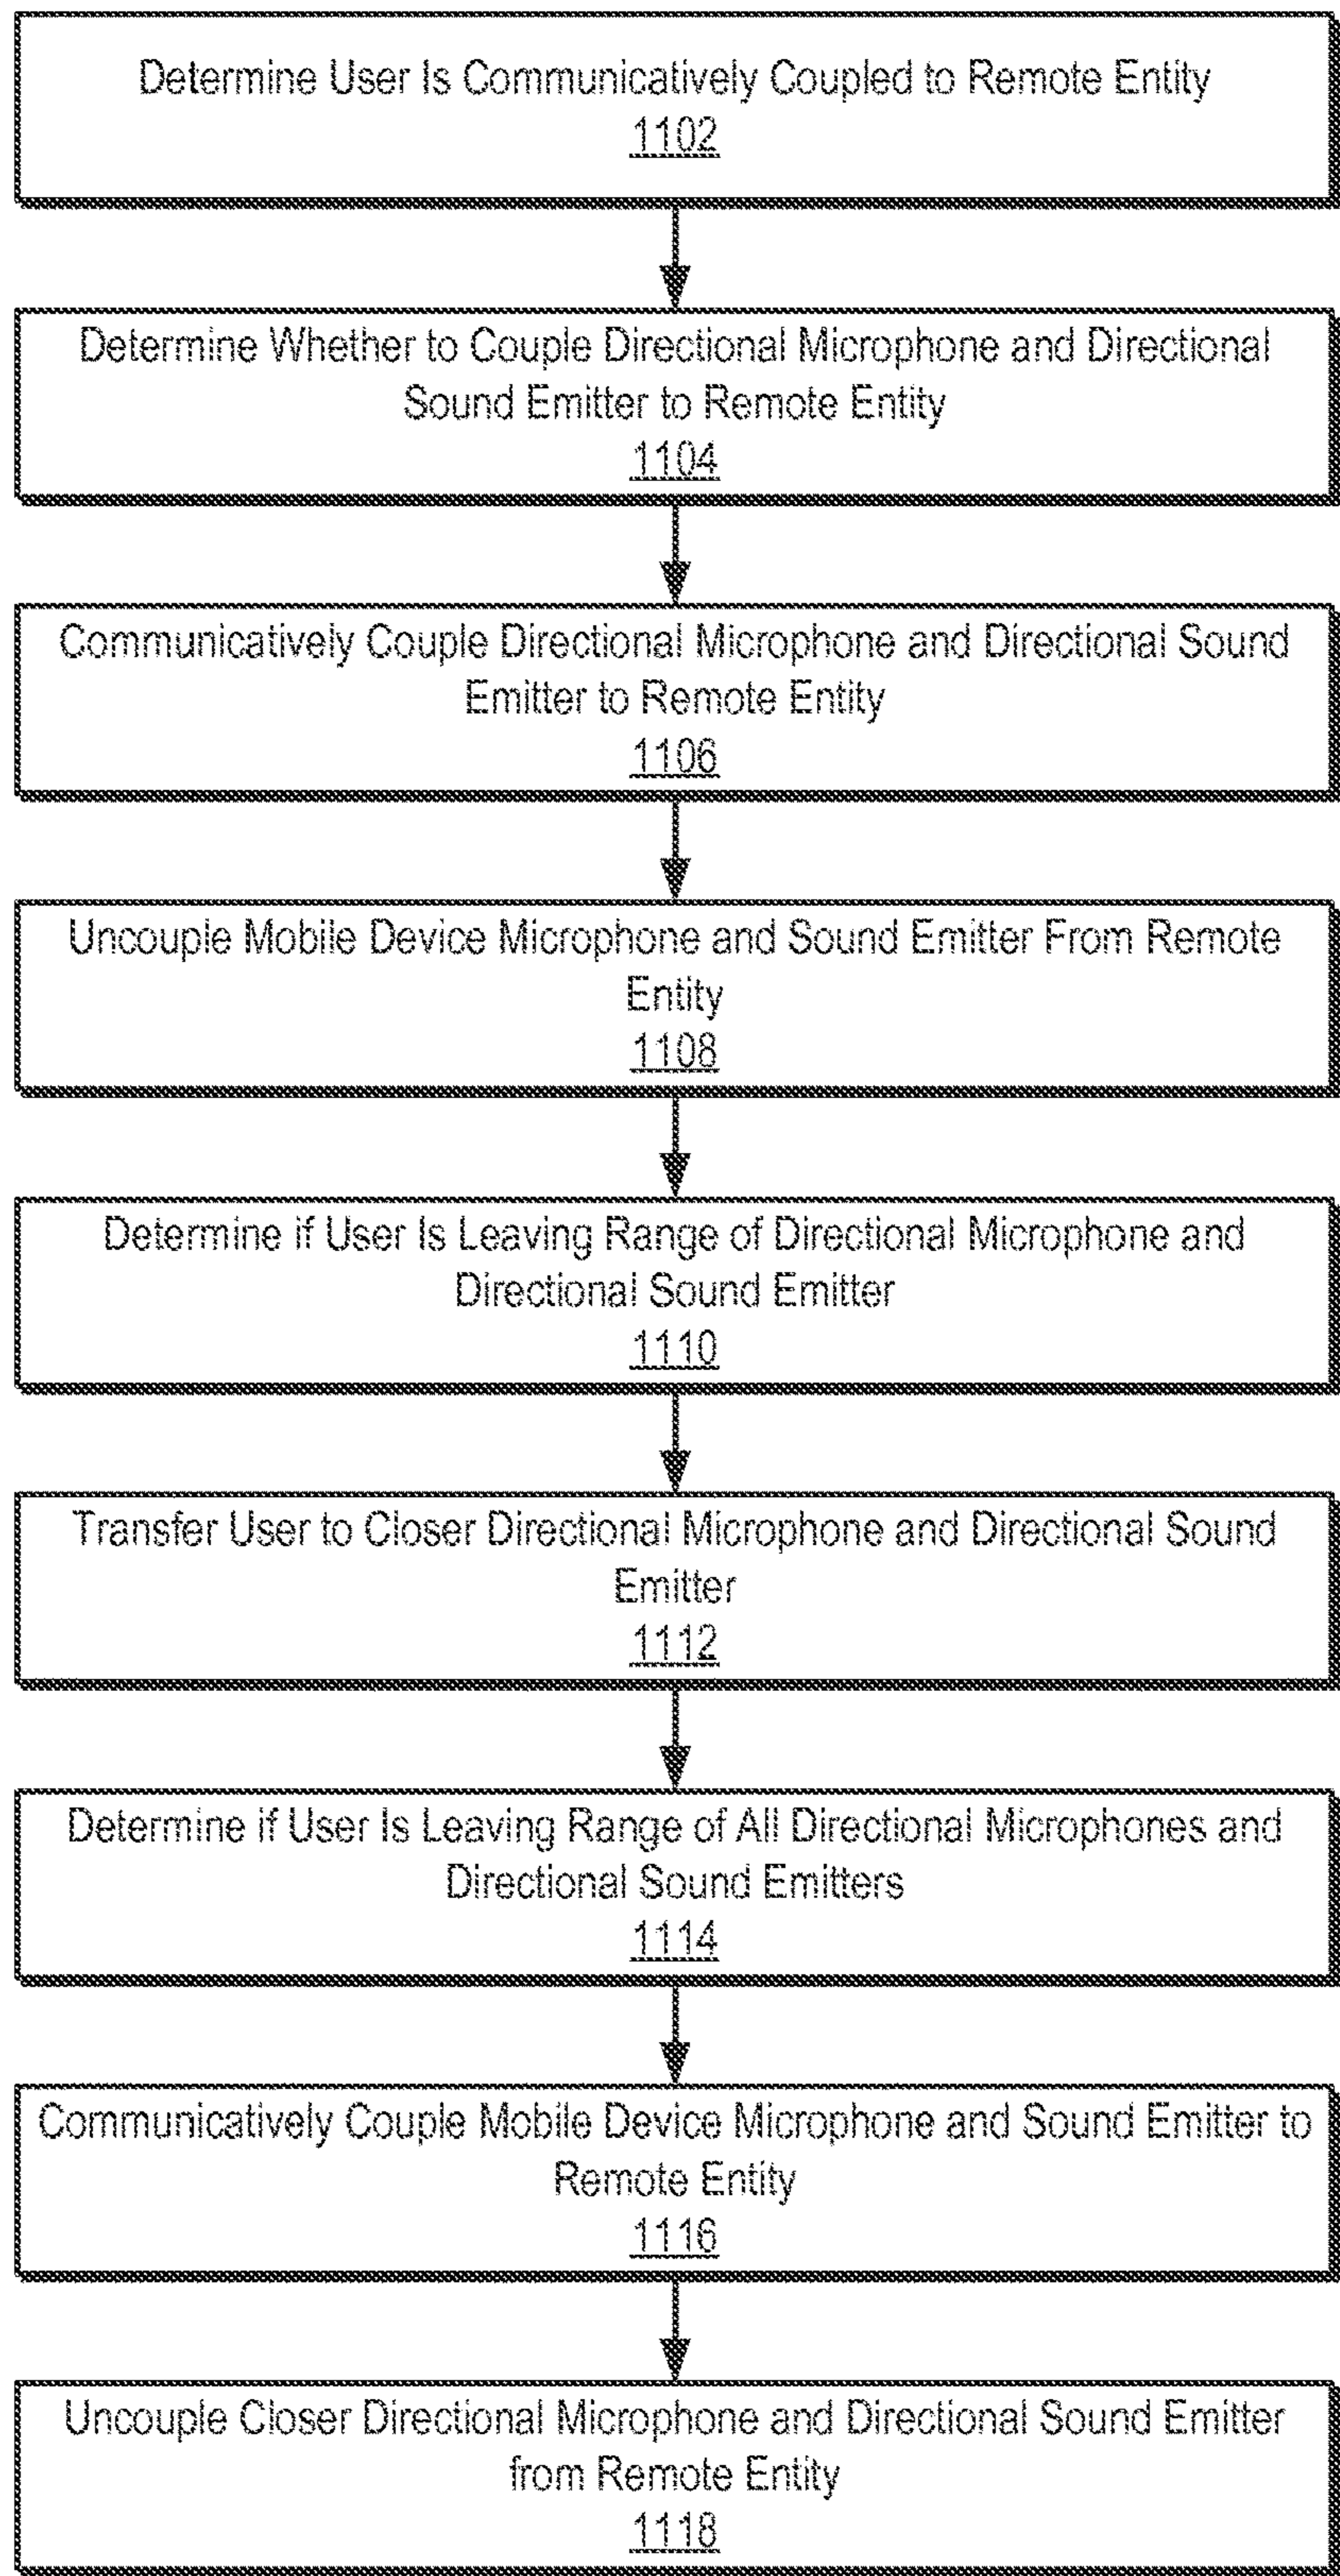 Determine User Is Communicatively Coupled to Remote Entity
1102
Determine Whether to Couple Directional Microphone and Directional
Sound Emitter to Remote Entity
1104
Communicatively Couple Directional Microphone and Directional Sound
Emitter to Remote Entity
1106
Uncouple Mobile Device Microphone and Sound Emitter From Remote
Entity
1108
Determine if User Is Leaving Range of Directional Microphone and
Directional Sound Emitter
1110
Transfer User to Closer Directional Microphone and Directional Sound
Emitter
1112
Determine if User Is Leaving Range of All Directional Microphones and
Directional Sound Emitters
1114
Communicatively Couple Mobile Device Microphone and Sound Emitter to
Remote Entity
1116
Uncouple Closer Directional Microphone and Directional Sound Emitter
from Remote Entity
1118